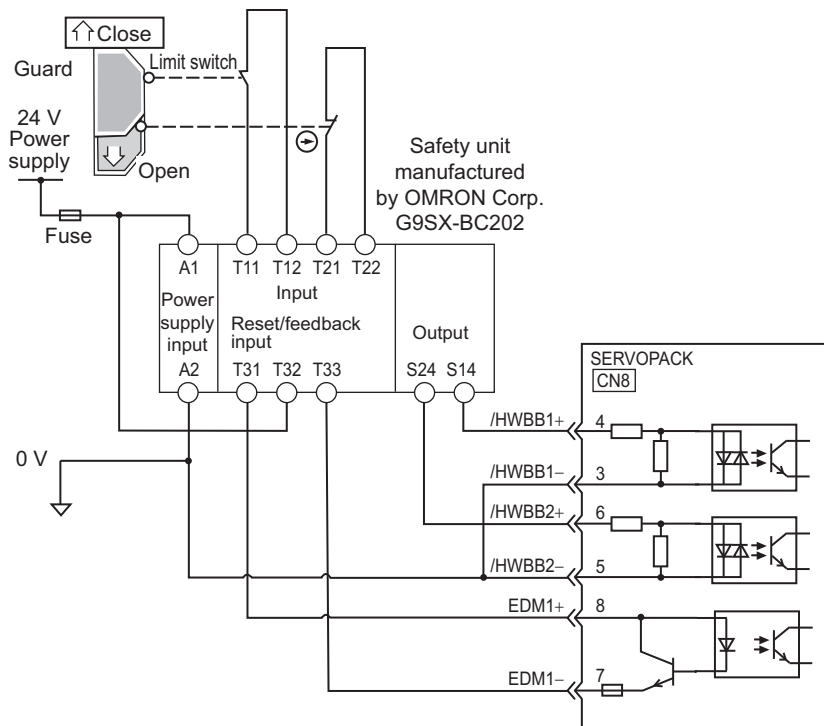 Close
Guard
Limit switch
24 V
Power
supply
Open
Fuse
Safety unit
manufactured
by OMRON Corp.
G9SX-BC202
A1
T11
T12
T21
T22
Input
Power
supply
input
Reset/feedback
input
Output
A2
T31
T32
T33
S24
S14
SERVOPACK
CN8
/HWBB1+
4
0 V
/HWBB1−
3
/HWBB2+
6
/HWBB2−
5
EDM1+
8
EDM1−
7